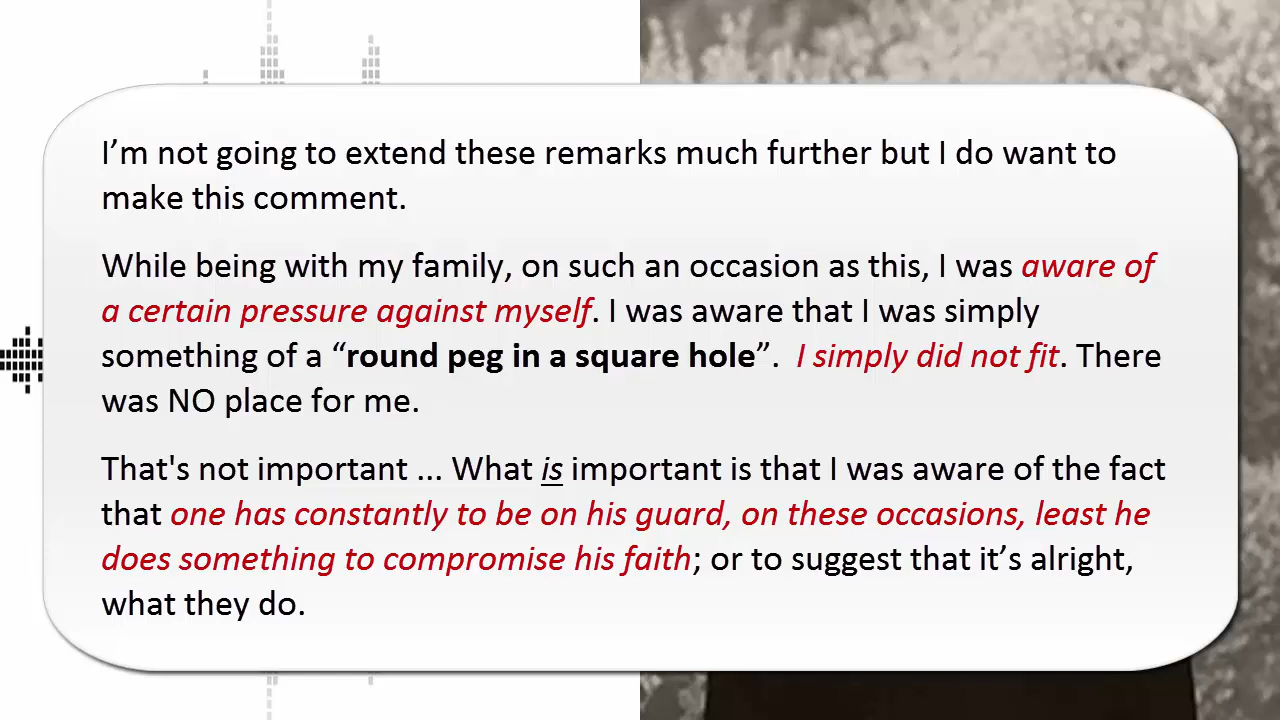 I’m not going to extend these remarks much further but I do want to
make this comment.
While being with my family, on such an occasion as this, I was aware of
a certain pressure against myself. I was aware that I was simply
something of a “round peg in a square hole”.  I simply did not fit. There
was NO place for me.
That's not important ... What is important is that I was aware of the fact
that one has constantly to be on his guard, on these occasions, least he
does something to compromise his faith; or to suggest that it’s alright,
what they do.